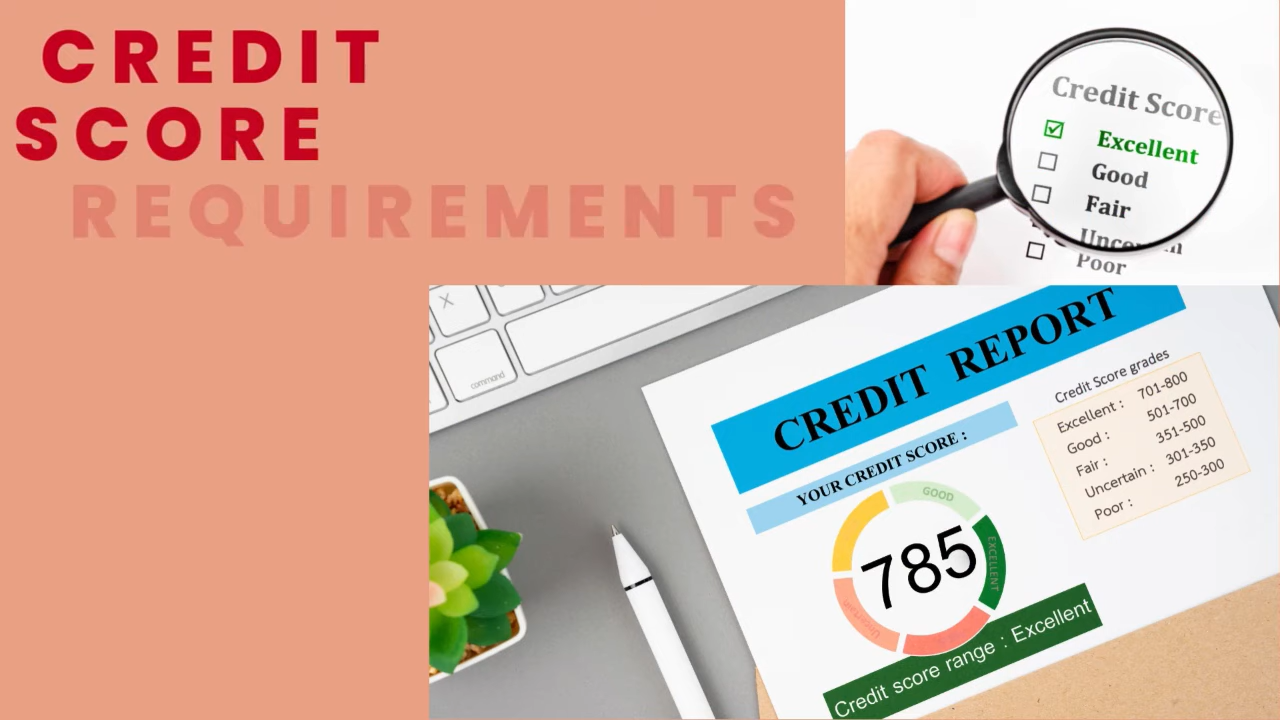 CREDIT
SCORE
REQUIREMENTS
Credit Score
Excellent
Good
Fair
Poor
command
X
CREDIT REPORT
YOUR CREDIT SCORE :
GOOD
EXCELLENT
785
Credit score range : Excellent
Credit Score grades
Excellent : 701-800
Good : 501-700
Fair : 351-500
Uncertain : 301-350
Poor : 250-300